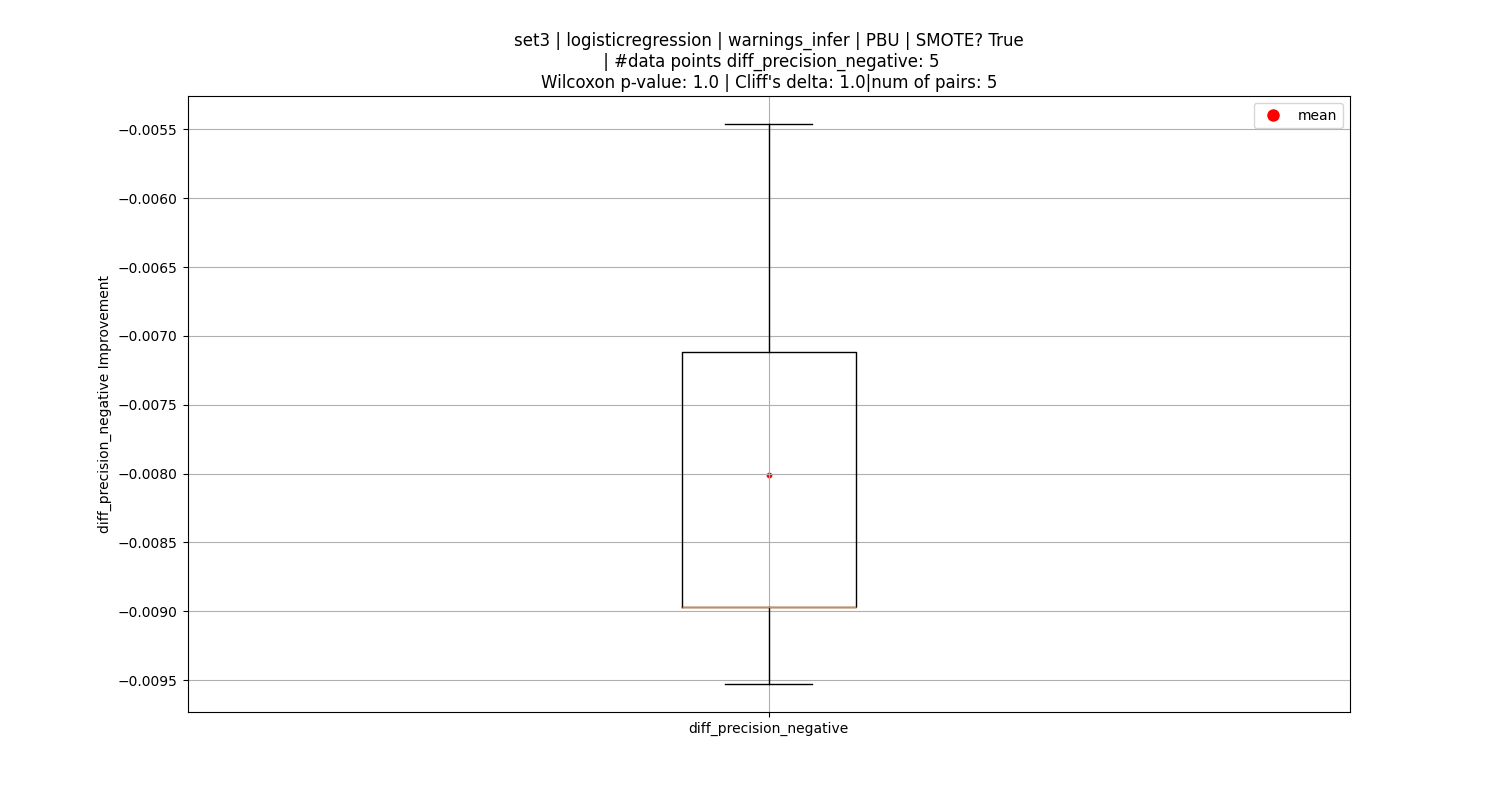 set3 | logisticregression | warnings_infer | PBU | SMOTE? True
| #data points diff_precision_negative: 5
Wilcoxon p-value: 1.0 | Cliff's delta: 1.0|num of pairs: 5
mean
−0.0055
−0.0060
−0.0065
−0.0070
−0.0075
−0.0080
−0.0085
−0.0090
−0.0095
diff_precision_negative Improvement
diff_precision_negative